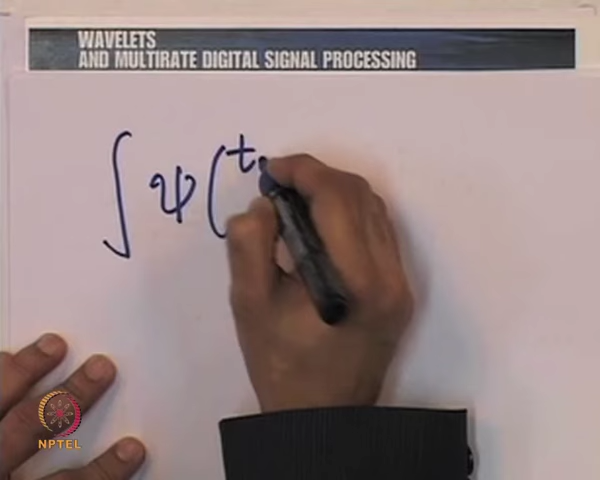 WAVELETS
AND MULTIRATE DIGITAL SIGNAL PROCESSING
∫ ψ ( t
NPTEL